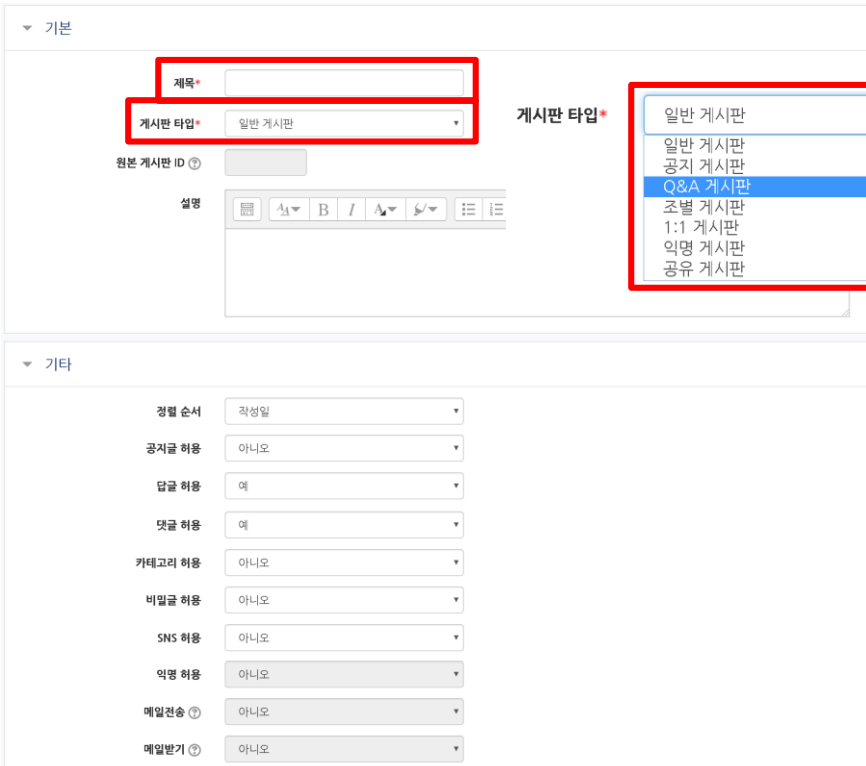 기본
제목*
게시판 타입* 일반 게시판
원본 게시판 ID ?
설명
B I
게시판 타입* 일반 게시판
일반 게시판
공지 게시판
Q&A 게시판
조별 게시판
1:1 게시판
익명 게시판
공유 게시판
기타
정렬 순서 작성일
공지글 허용 아니오
답글 허용 예
댓글 허용 예
카테고리 허용 아니오
비밀글 허용 아니오
SNS 허용 아니오
익명 허용 아니오
메일전송 ? 아니오
메일받기 ? 아니오